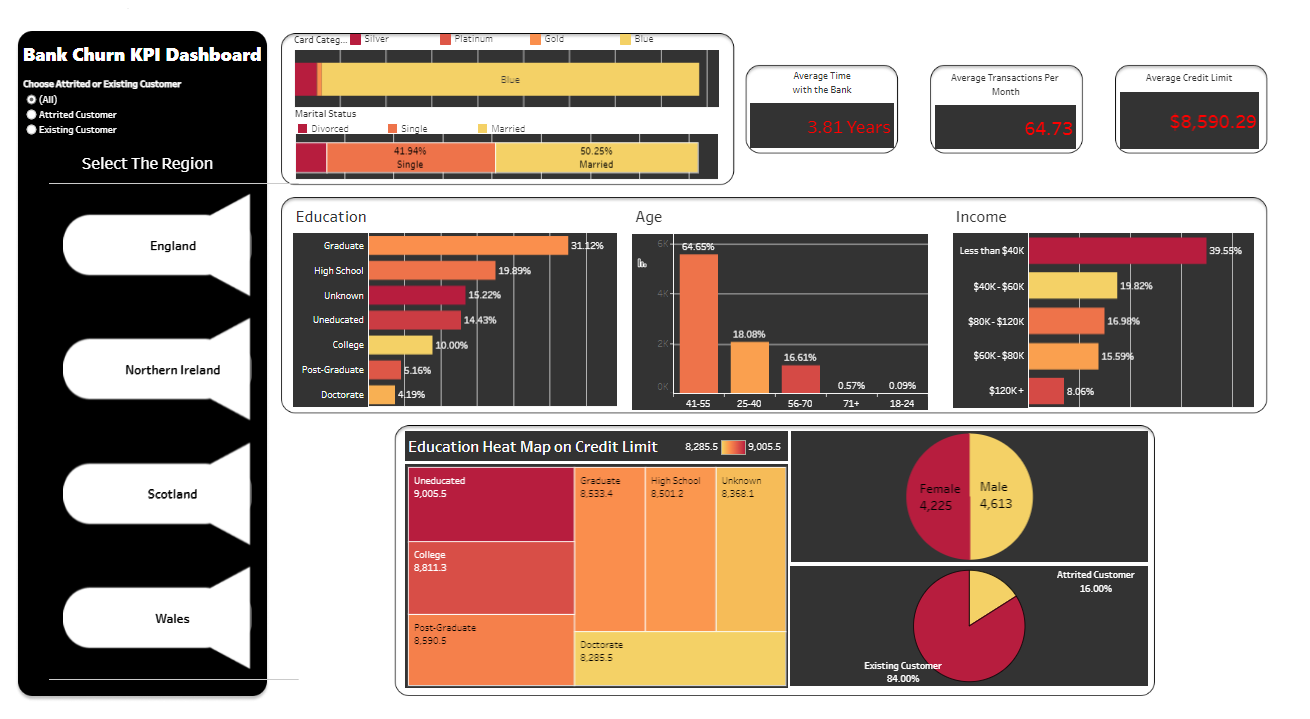 Bank Churn KPI Dashboard
Choose Attrited or Existing Customer
(All)
Attrited Customer
Existing Customer
Select The Region
England
Northern Ireland
Scotland
Wales
Card Categ... Silver Platinum Gold Blue
Blue
Marital Status
Divorced Single Married
41.94% 50.25%
Single Married
Average Time
with the Bank
3.81 Years
Average Transactions Per
Month
64.73
Average Credit Limit
$8,590.29
Education
Graduate 31.12%
High School 19.89%
Unknown 15.22%
Uneducated 14.43%
College 10.00%
Post-Graduate 5.16%
Doctorate 4.19%
Age
6K
4K
2K
0K
64.65%
18.08%
16.61%
0.57%
0.09%
41-55 25-40 56-70 71+ 18-24
Income
Less than $40K 39.55%
$40K - $60K 19.82%
$80K - $120K 16.98%
$60K - $80K 15.59%
$120K + 8.06%
Education Heat Map on Credit Limit 8,285.5 9,005.5
Uneducated
9,005.5
College
8,811.3
Post-Graduate
8,590.5
Graduate
8,533.4
High School
8,501.2
Unknown
8,368.1
Doctorate
8,285.5
Female
4,225
Male
4,613
Attrited Customer
16.00%
Existing Customer
84.00%